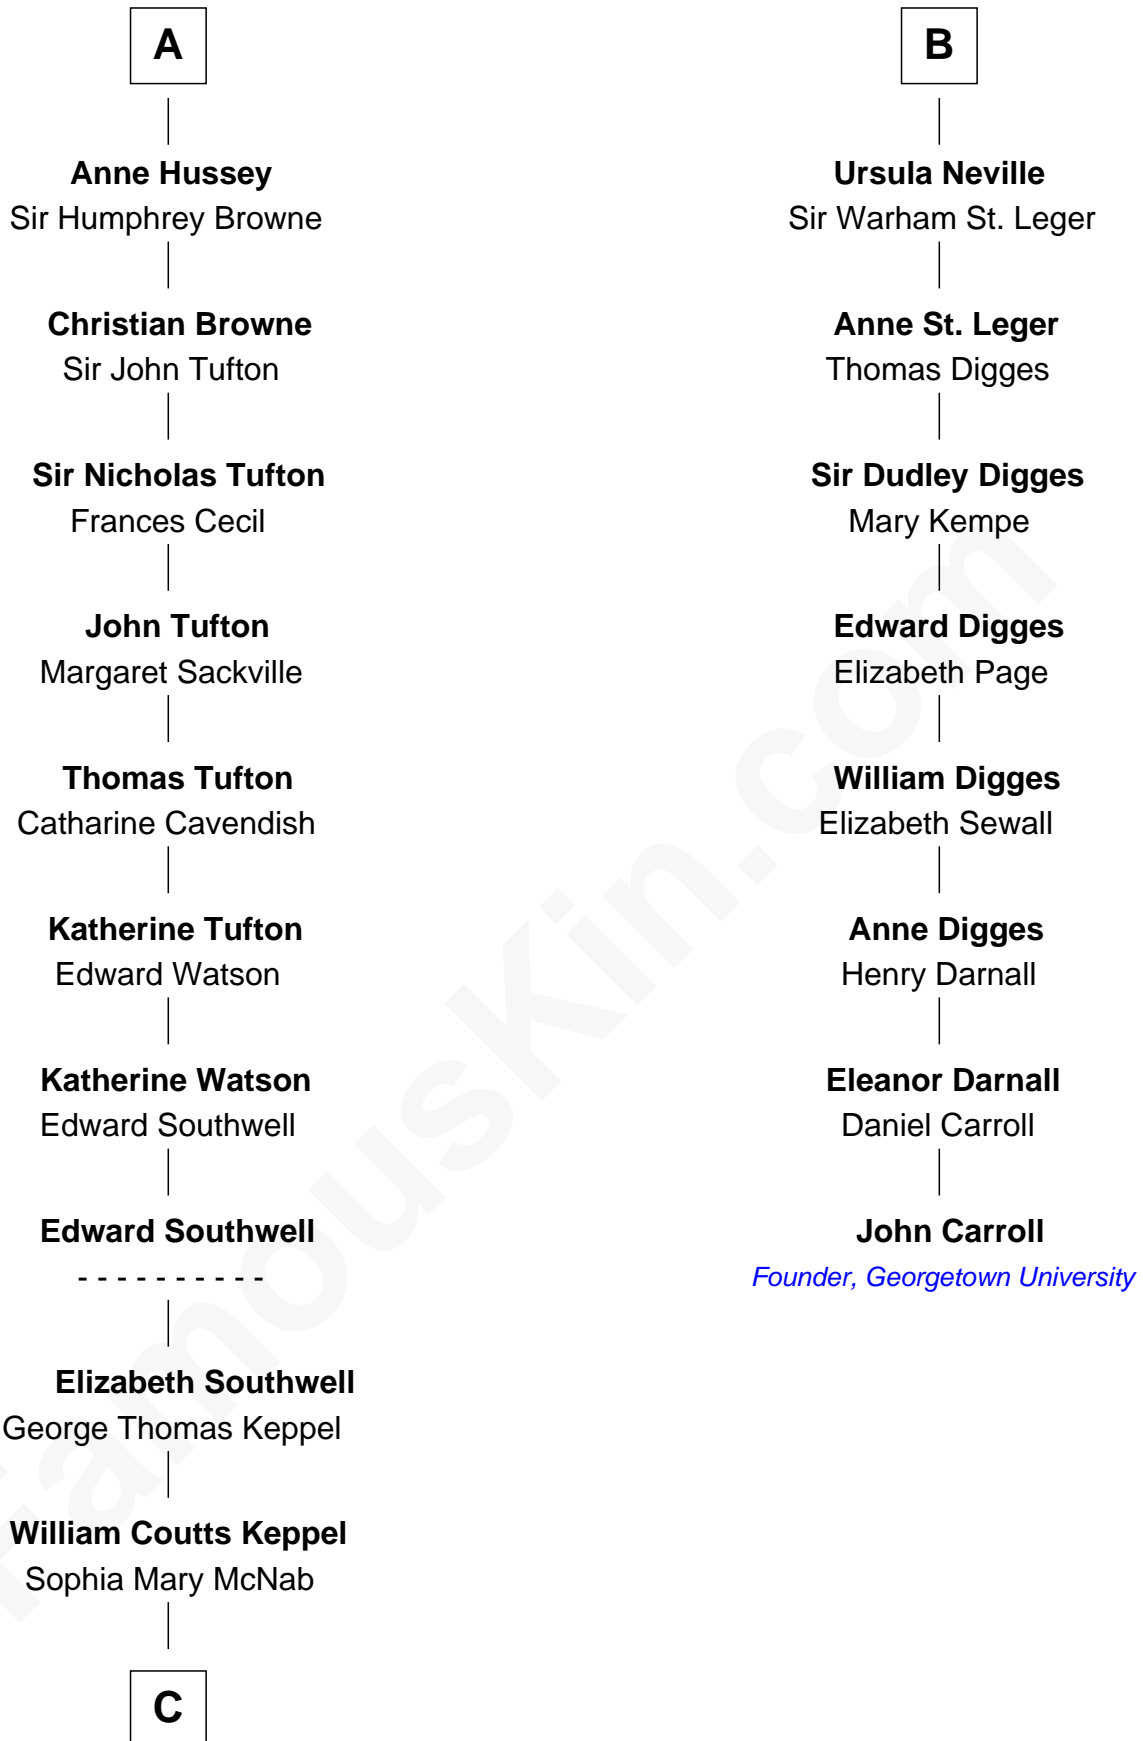 A
Anne Hussey
Sir Humphrey Browne
Christian Browne
Sir John Tufton
Sir Nicholas Tufton
Frances Cecil
John Tufton
Margaret Sackville
Thomas Tufton
Catharine Cavendish
Katherine Tufton
Edward Watson
Katherine Watson
Edward Southwell
Edward Southwell
- - - - - - - - - -
Elizabeth Southwell
George Thomas Keppel
William Coutts Keppel
Sophia Mary McNab
C
B
Ursula Neville
Sir Warham St. Leger
Anne St. Leger
Thomas Digges
Sir Dudley Digges
Mary Kempe
Edward Digges
Elizabeth Page
William Digges
Elizabeth Sewall
Anne Digges
Henry Darnall
Eleanor Darnall
Daniel Carroll
John Carroll
Founder, Georgetown University
FamousKin.com